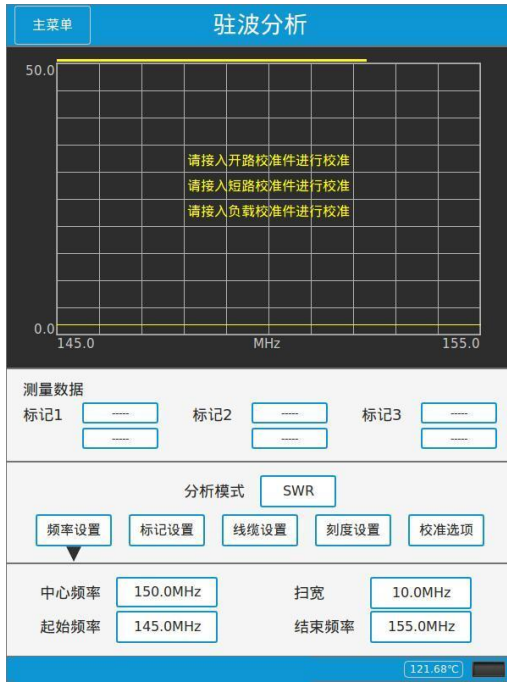 主菜单
驻波分析
50.0
请接入开路校准件进行校准
请接入短路校准件进行校准
请接入负载校准件进行校准
0.0
145.0 MHz 155.0
测量数据
标记1 ----- 标记2 ----- 标记3 -----
----- ----- -----
分析模式 SWR
频率设置 标记设置 线缆设置 刻度设置 校准选项
中心频率 150.0MHz 扫宽 10.0MHz
起始频率 145.0MHz 结束频率 155.0MHz
121.68℃